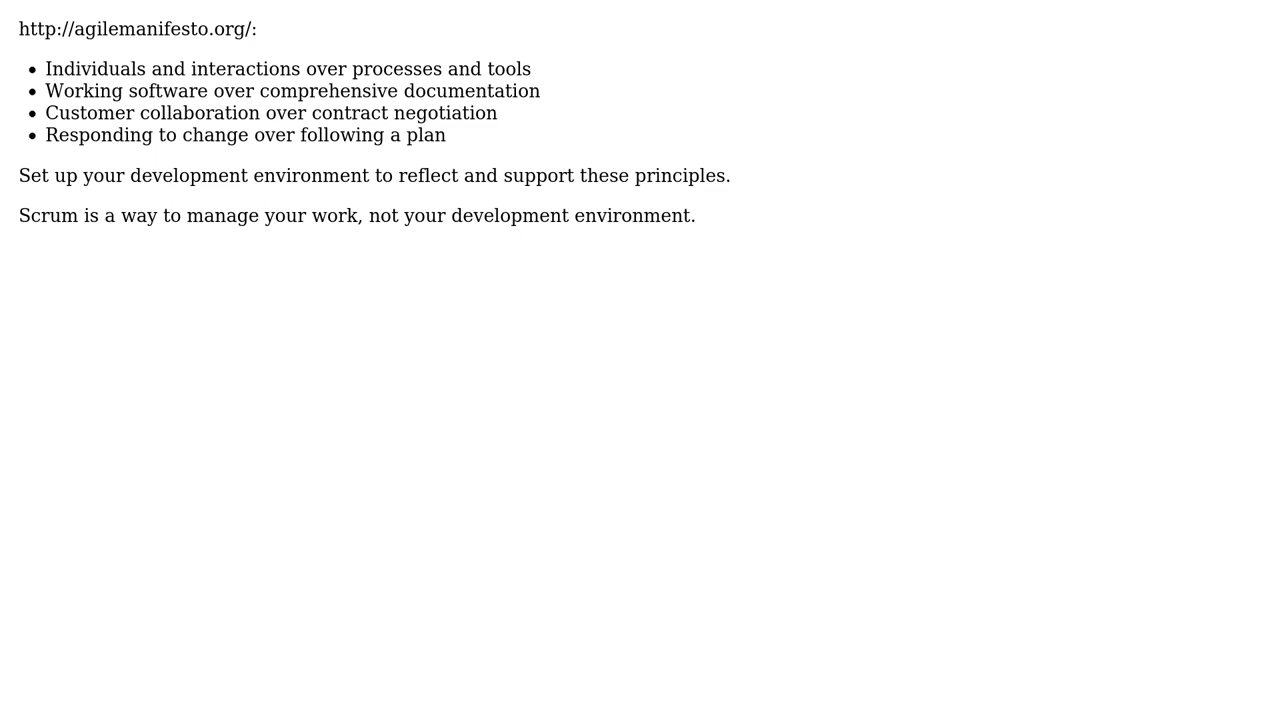 http://agilemanifesto.org/:
• Individuals and interactions over processes and tools
• Working software over comprehensive documentation
• Customer collaboration over contract negotiation
• Responding to change over following a plan
Set up your development environment to reflect and support these principles.
Scrum is a way to manage your work, not your development environment.